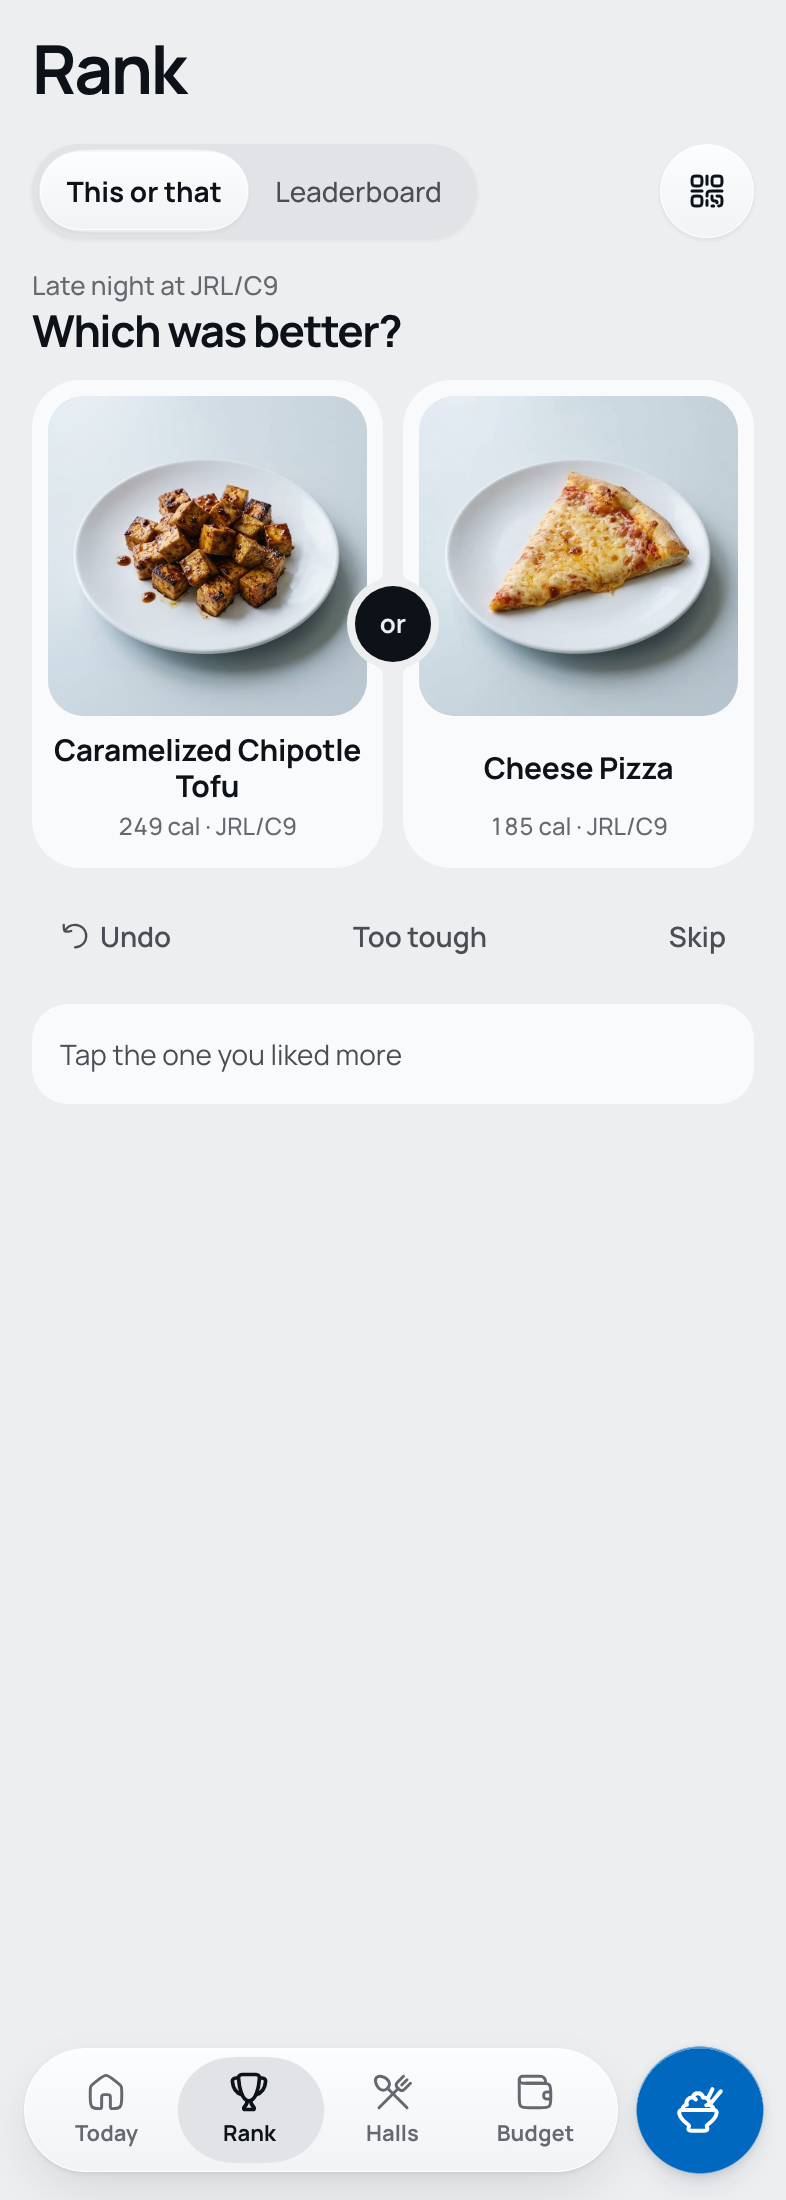 Rank
This or that
Leaderboard
Late night at JRL/C9
Which was better?
or
Caramelized Chipotle
Tofu
249 cal · JRL/C9
Cheese Pizza
185 cal · JRL/C9
Undo
Too tough
Skip
Tap the one you liked more
Today
Rank
Halls
Budget